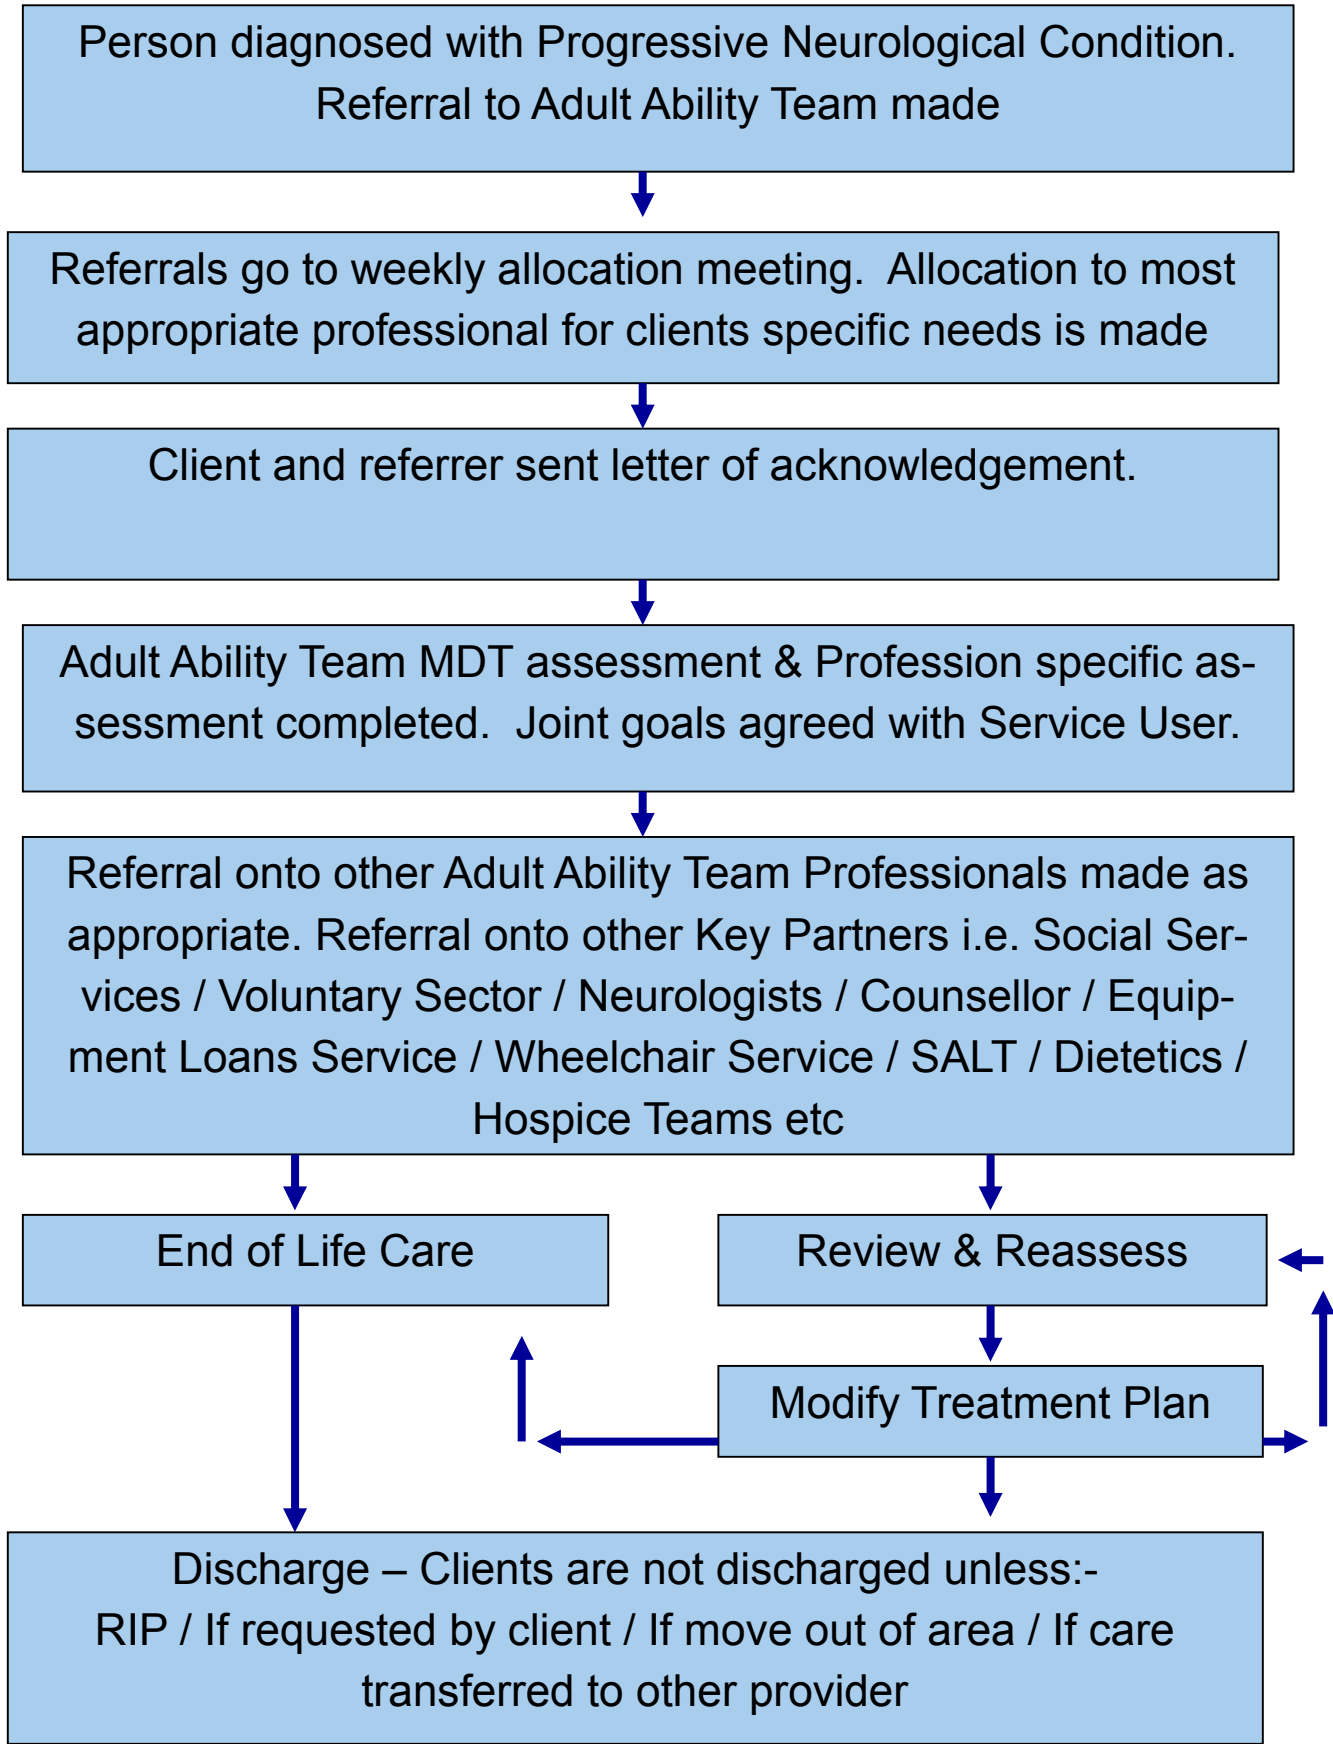 Person diagnosed with Progressive Neurological Condition.
Referral to Adult Ability Team made
Referrals go to weekly allocation meeting.  Allocation to most
appropriate professional for clients specific needs is made
Client and referrer sent letter of acknowledgement.
Adult Ability Team MDT assessment & Profession specific as-
sessment completed.  Joint goals agreed with Service User.
Referral onto other Adult Ability Team Professionals made as
appropriate. Referral onto other Key Partners i.e. Social Ser-
vices / Voluntary Sector / Neurologists / Counsellor / Equip-
ment Loans Service / Wheelchair Service / SALT / Dietetics /
Hospice Teams etc
End of Life Care
Review & Reassess
Modify Treatment Plan
Discharge – Clients are not discharged unless:-
RIP / If requested by client / If move out of area / If care
transferred to other provider